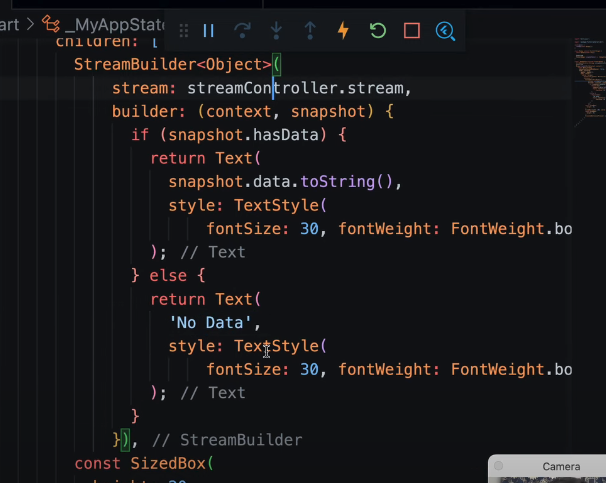 art > _MyAppStat
children: [
StreamBuilder<Object>(
stream: streamController.stream,
builder: (context, snapshot) {
if (snapshot.hasData) {
return Text(
snapshot.data.toString(),
style: TextStyle(
fontSize: 30, fontWeight: FontWeight.bo
); // Text
} else {
return Text(
'No Data',
style: TextStyle(
fontSize: 30, fontWeight: FontWeight.bo
); // Text
}
}), // StreamBuilder
const SizedBox(
Camera